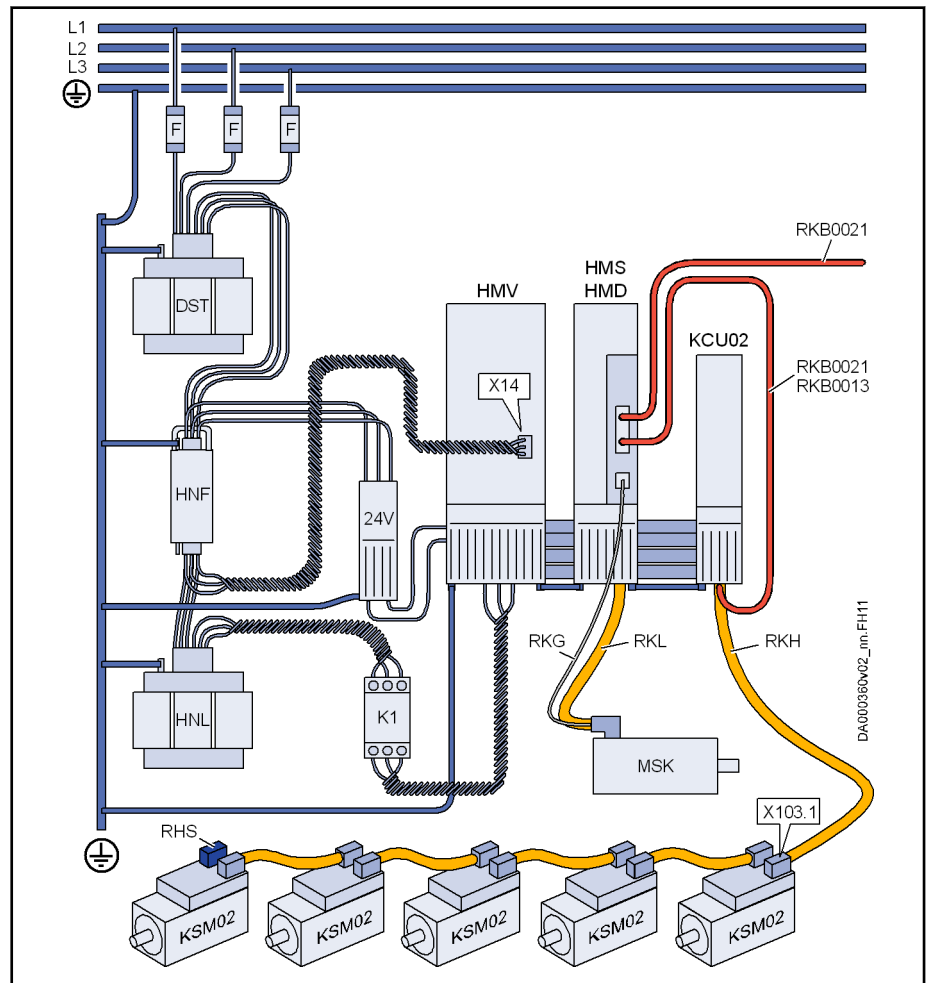 L1
L2
L3
F
F
F
RKB0021
DST
HMV
HMS
HMD
KCU02
X14
RKB0021
RKB0013
HNF
24V
RKG
RKL
RKH
HNL
K1
MSK
X103.1
RHS
KSM02
KSM02
KSM02
KSM02
KSM02
DA000360v02_nn.FH11